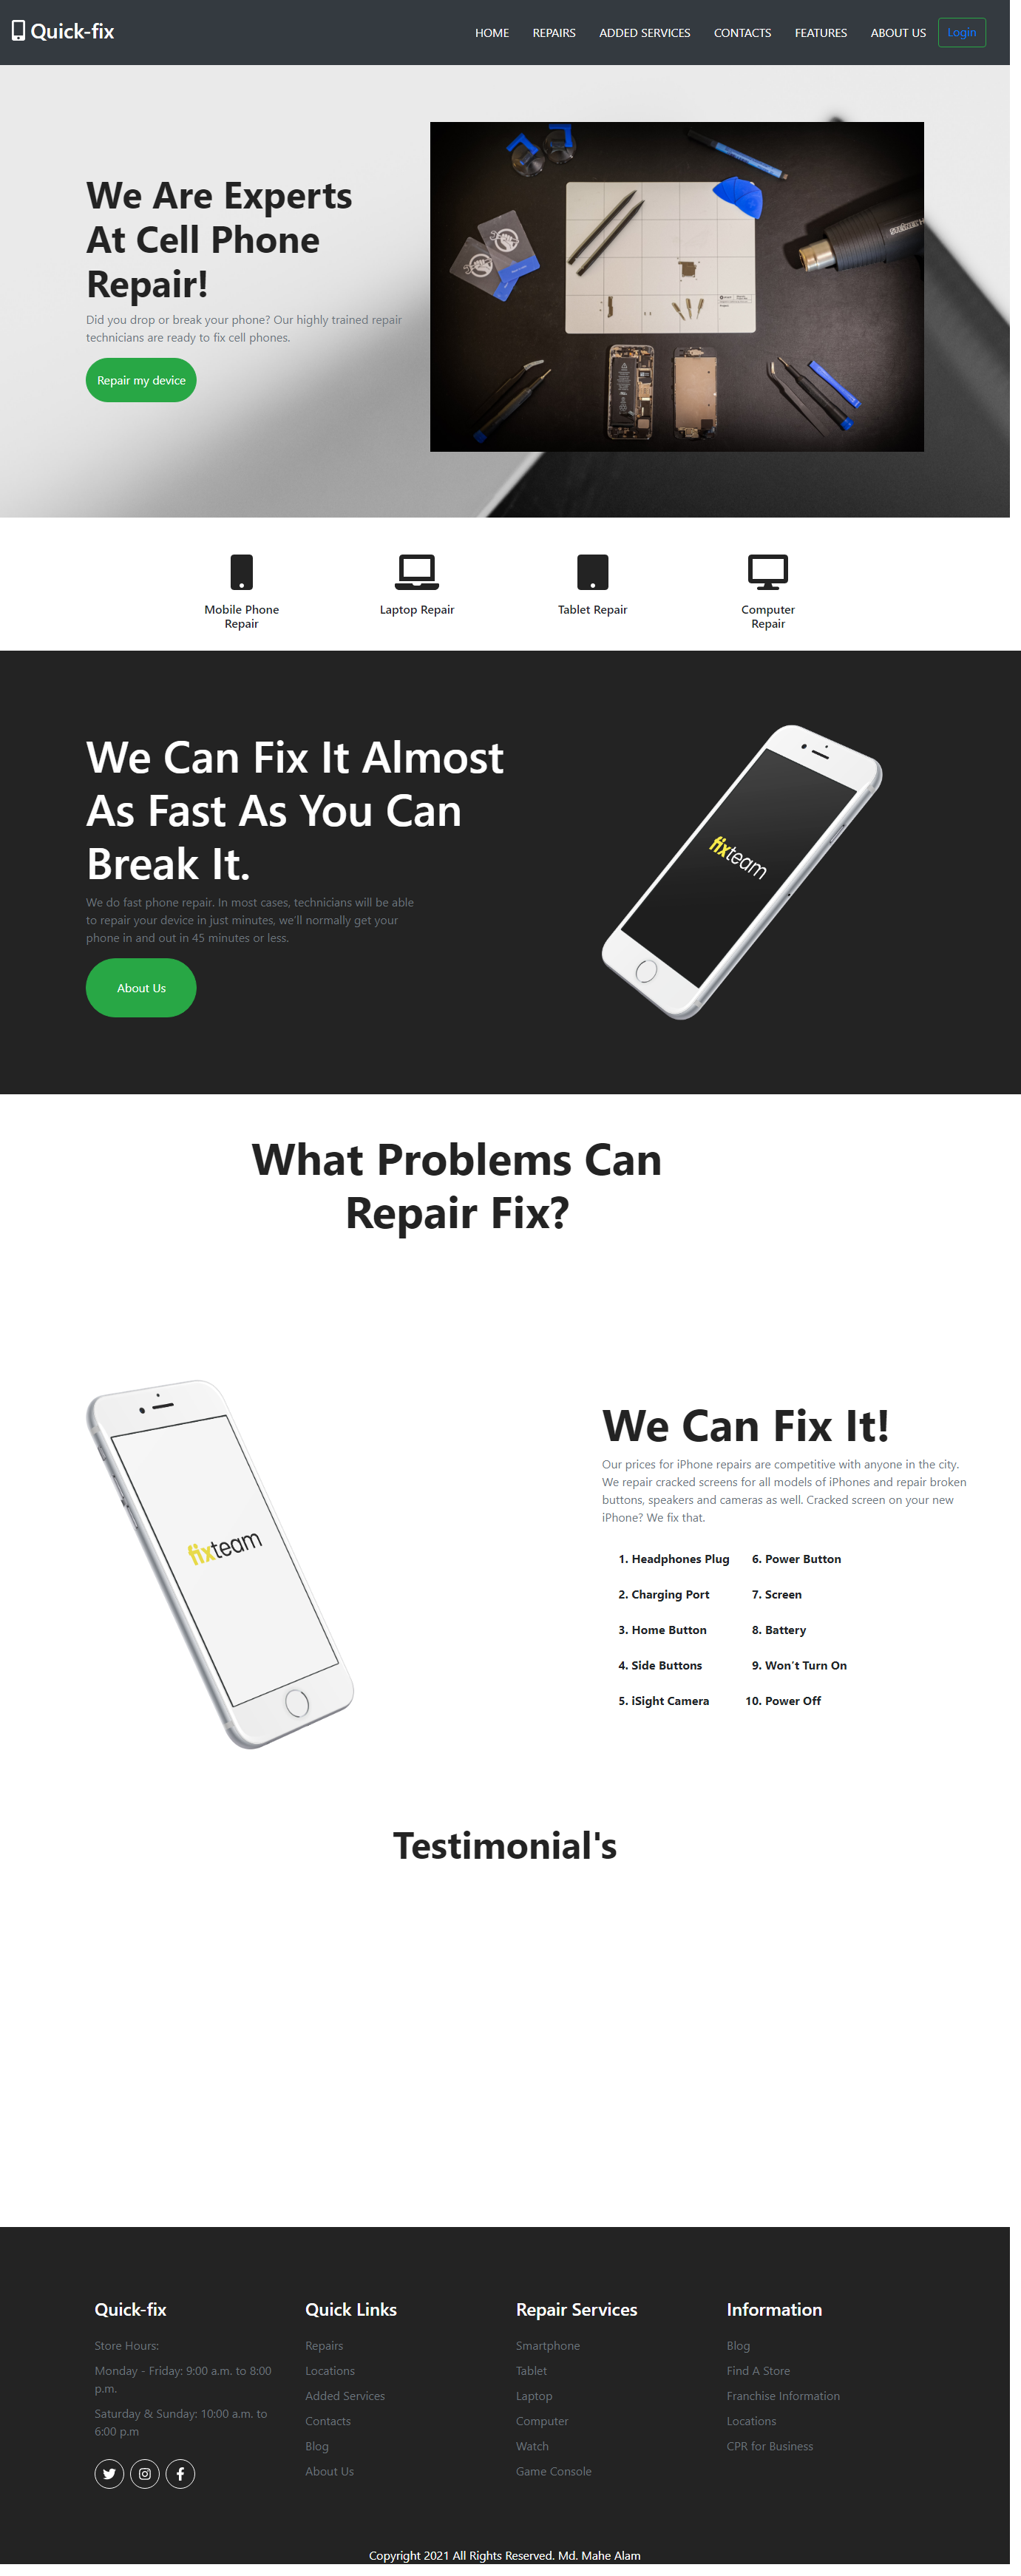 Quick-fix
HOME REPAIRS ADDED SERVICES CONTACTS FEATURES ABOUT US Login
We Are Experts
At Cell Phone
Repair!
Did you drop or break your phone? Our highly trained repair
technicians are ready to fix cell phones.
Repair my device
Mobile Phone
Repair
Laptop Repair
Tablet Repair
Computer
Repair
We Can Fix It Almost
As Fast As You Can
Break It.
We do fast phone repair. In most cases, technicians will be able
to repair your device in just minutes, we'll normally get your
phone in and out in 45 minutes or less.
About Us
fixteam
What Problems Can
Repair Fix?
fixteam
We Can Fix It!
Our prices for iPhone repairs are competitive with anyone in the city.
We repair cracked screens for all models of iPhones and repair broken
buttons, speakers and cameras as well. Cracked screen on your new
iPhone? We fix that.
1. Headphones Plug
2. Charging Port
3. Home Button
4. Side Buttons
5. iSight Camera
6. Power Button
7. Screen
8. Battery
9. Won't Turn On
10. Power Off
Testimonial's
Quick-fix
Store Hours:
Monday - Friday: 9:00 a.m. to 8:00
p.m.
Saturday & Sunday: 10:00 a.m. to
6:00 p.m
Quick Links
Repairs
Locations
Added Services
Contacts
Blog
About Us
Repair Services
Smartphone
Tablet
Laptop
Computer
Watch
Game Console
Information
Blog
Find A Store
Franchise Information
Locations
CPR for Business
Copyright 2021 All Rights Reserved. Md. Mahe Alam